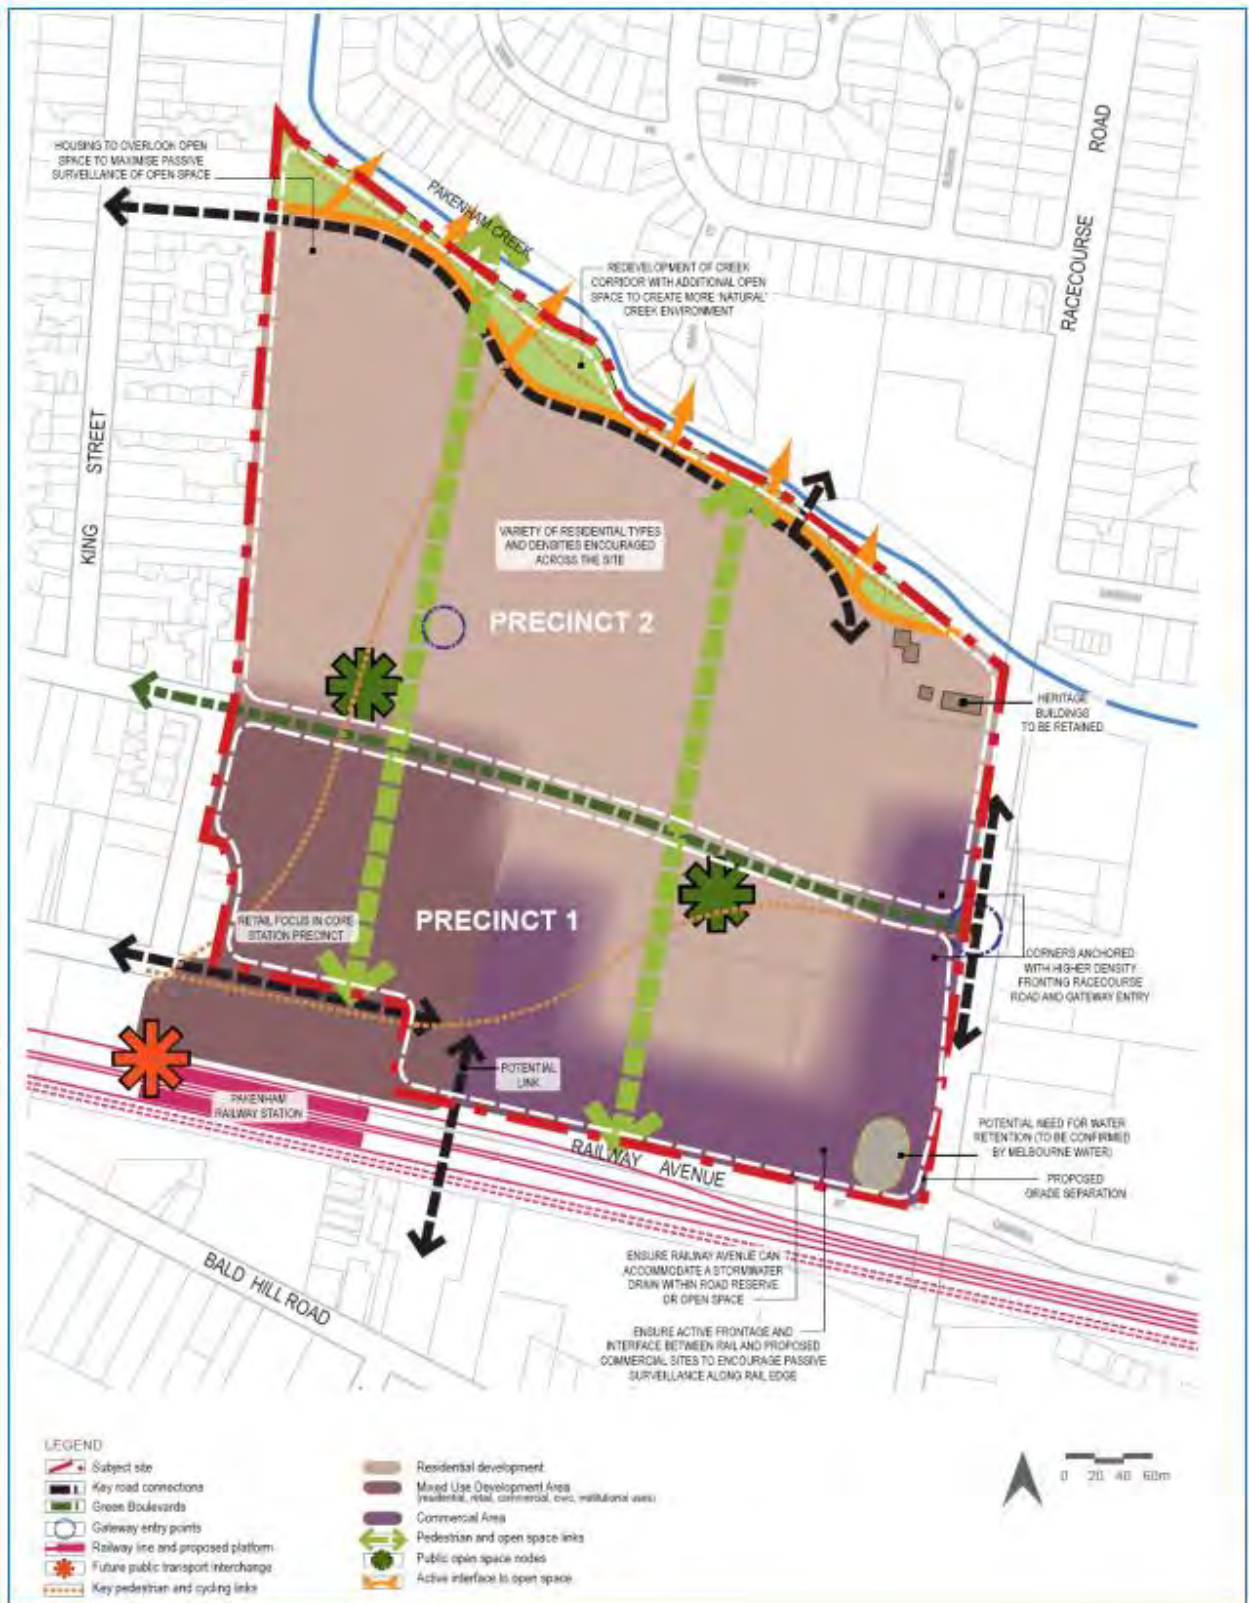 HOUSING TO OVERLOOK OPEN
SPACE TO MAXIMISE PASSIVE
SURVEILLANCE OF OPEN SPACE
PAKENHAM CREEK
REDEVELOPMENT OF CREEK
CORRIDOR WITH ADDITIONAL OPEN
SPACE TO CREATE MORE 'NATURAL'
CREEK ENVIRONMENT
RACECOURSE ROAD
KING STREET
VARIETY OF RESIDENTIAL TYPES
AND DENSITIES ENCOURAGED
ACROSS THE SITE
PRECINCT 2
HERITAGE
BUILDINGS
TO BE RETAINED
RETAIL FOCUS IN CORE
STATION PRECINCT
PRECINCT 1
CORNERS ANCHORED
WITH HIGHER DENSITY
FRONTING RACECOURSE
ROAD AND GATEWAY ENTRY
POTENTIAL
LINK
PAKENHAM
RAILWAY STATION
RAILWAY AVENUE
POTENTIAL NEED FOR WATER
RETENTION (TO BE CONFIRMED
BY MELBOURNE WATER)
PROPOSED
GRADE SEPARATION
BALD HILL ROAD
ENSURE RAILWAY AVENUE CAN
ACCOMMODATE A STORMWATER
DRAIN WITHIN ROAD RESERVE
OR OPEN SPACE
ENSURE ACTIVE FRONTAGE AND
INTERFACE BETWEEN RAIL AND PROPOSED
COMMERCIAL SITES TO ENCOURAGE PASSIVE
SURVEILLANCE ALONG RAIL EDGE
LEGEND
Subject site
Key road connections
Green Boulevards
Gateway entry points
Railway line and proposed platform
Future public transport interchange
Key pedestrian and cycling links
Residential development
Mixed Use Development Area
(residential, retail, commercial, civic, institutional uses)
Commercial Area
Pedestrian and open space links
Public open space nodes
Active interface to open space
0 20 40 60m